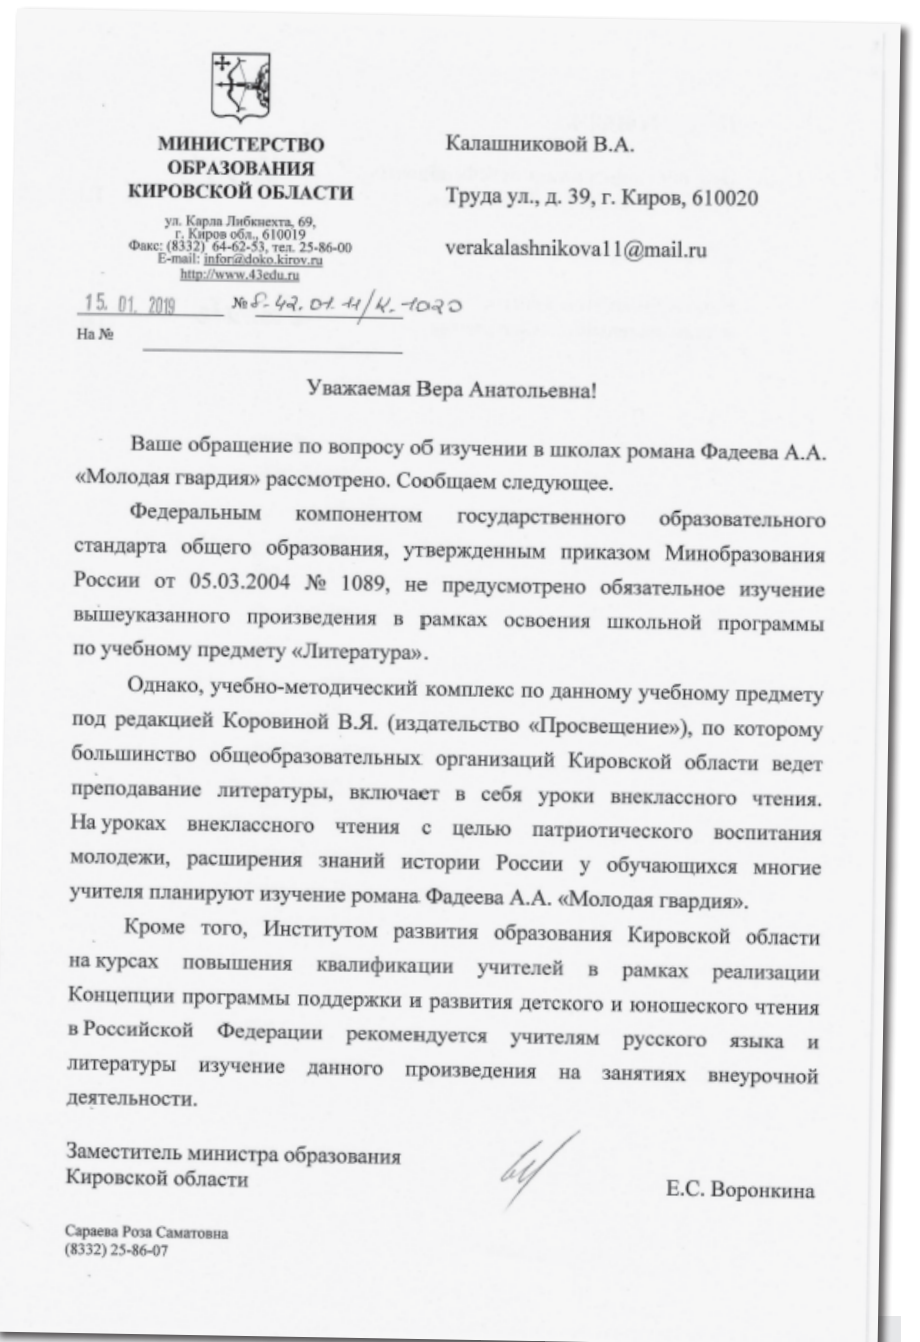 МИНИСТЕРСТВО
ОБРАЗОВАНИЯ
КИРОВСКОЙ ОБЛАСТИ
ул. Карла Либкнехта, 69,
г. Киров обл., 610019
Факс: (8332) 64-62-53, тел. 25-86-00
E-mail: infor@doko.kirov.ru
http://www.43edu.ru
15. 01. 2019 № 8-42.01.11/К-1020
На №
Калашниковой В.А.
Труда ул., д. 39, г. Киров, 610020
verakalashnikova11@mail.ru
Уважаемая Вера Анатольевна!
Ваше обращение по вопросу об изучении в школах романа Фадеева А.А.
«Молодая гвардия» рассмотрено. Сообщаем следующее.
Федеральным компонентом государственного образовательного
стандарта общего образования, утвержденным приказом Минобразования
России от 05.03.2004 № 1089, не предусмотрено обязательное изучение
вышеуказанного произведения в рамках освоения школьной программы
по учебному предмету «Литература».
Однако, учебно-методический комплекс по данному учебному предмету
под редакцией Коровиной В.Я. (издательство «Просвещение»), по которому
большинство общеобразовательных организаций Кировской области ведет
преподавание литературы, включает в себя уроки внеклассного чтения.
На уроках внеклассного чтения с целью патриотического воспитания
молодежи, расширения знаний истории России у обучающихся многие
учителя планируют изучение романа Фадеева А.А. «Молодая гвардия».
Кроме того, Институтом развития образования Кировской области
на курсах повышения квалификации учителей в рамках реализации
Концепции программы поддержки и развития детского и юношеского чтения
в Российской Федерации рекомендуется учителям русского языка и
литературы изучение данного произведения на занятиях внеурочной
деятельности.
Заместитель министра образования
Кировской области
Е.С. Воронкина
Сараева Роза Саматовна
(8332) 25-86-07